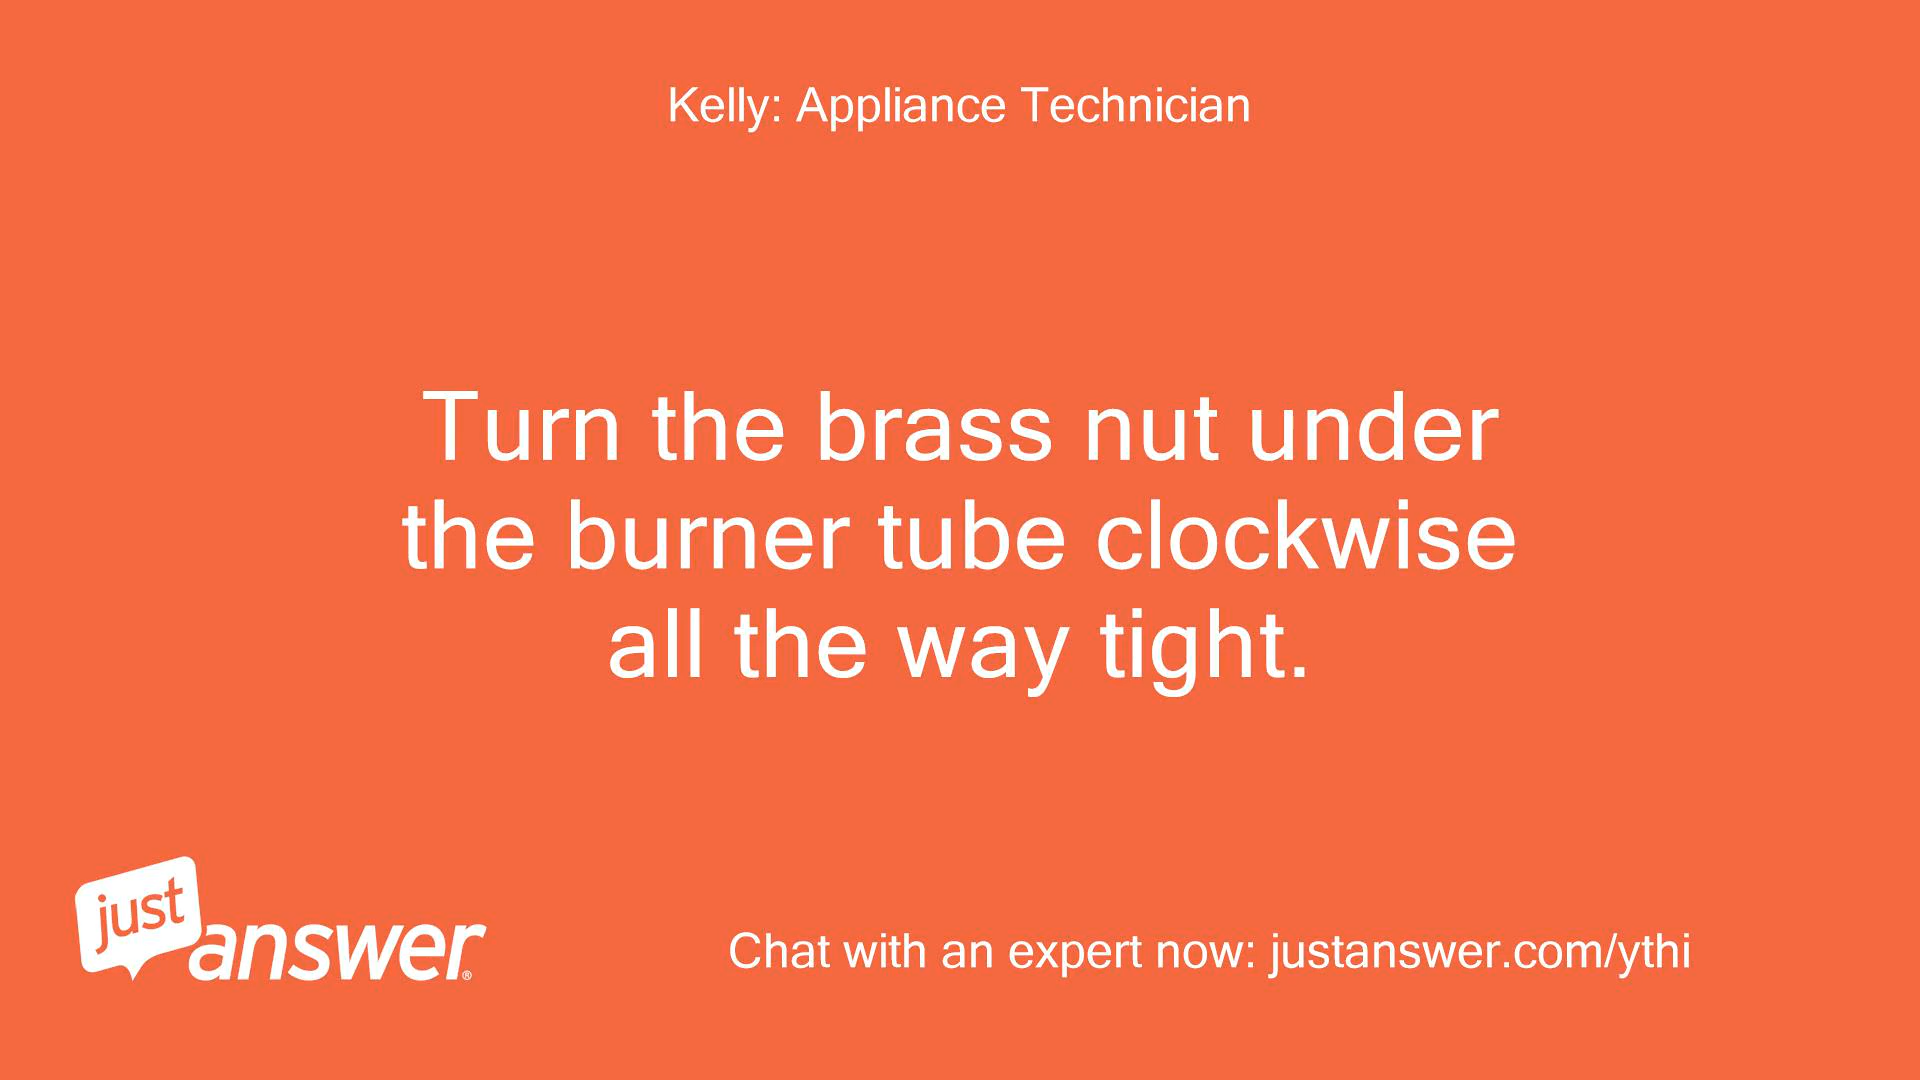 Kelly: Appliance Technician
Turn the brass nut under
the burner tube clockwise
all the way tight.
just
answer®
Chat with an expert now: justanswer.com/ythi